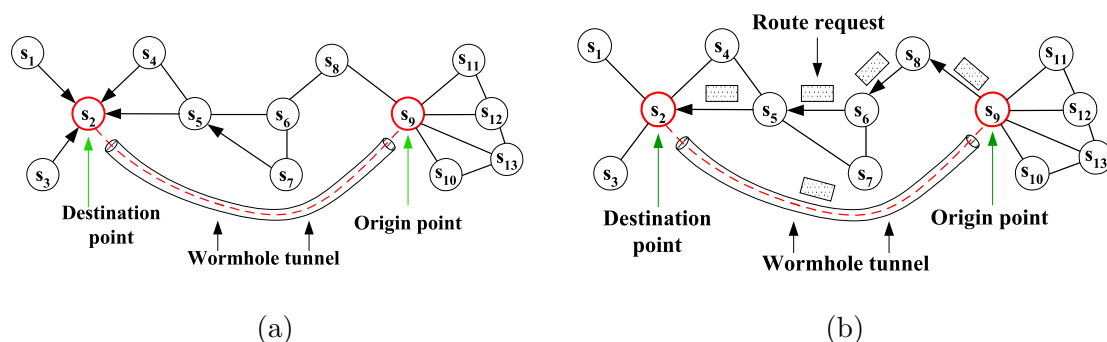 s1
s4
s8
s11
s2
s5
s6
s9
s12
s3
s7
s10
s13
Destination
point
Origin point
Wormhole tunnel
(a)
Route request
s1
s4
s8
s11
s2
s5
s6
s9
s12
s3
s7
s10
s13
Destination
point
Origin point
Wormhole tunnel
(b)